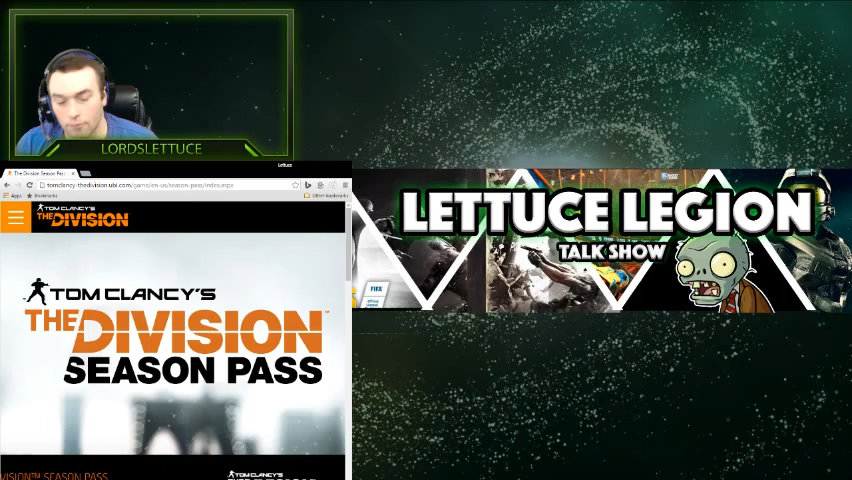 LORDSLETTUCE
Lettuce
The Division Season Pass
tomclancy-thedivision.ubi.com/game/en-us/season-pass/index.aspx
Apps
Bookmarks
Other bookmarks
TOM CLANCY'S
THE DIVISION
TOM CLANCY'S
THE DIVISION™
SEASON PASS
VISION™ SEASON PASS
TOM CLANCY'S
LETTUCE LEGION
TALK SHOW
FIFA